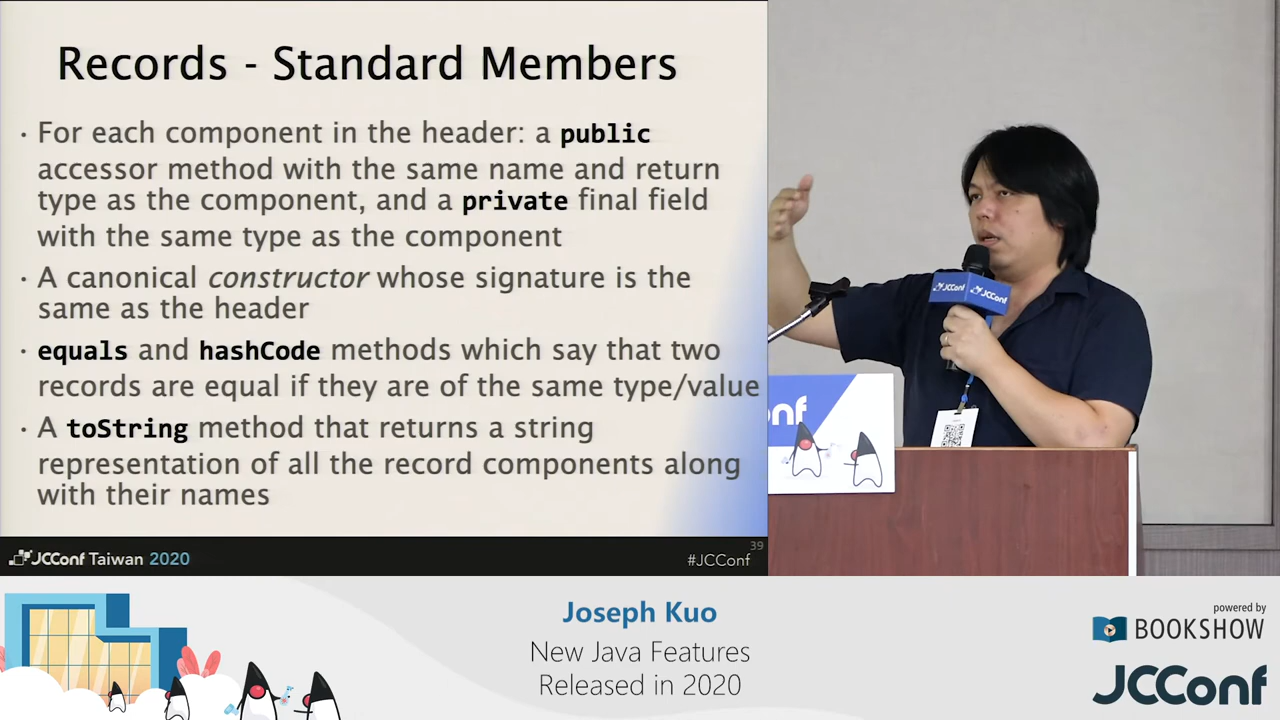 Records - Standard Members
• For each component in the header: a public
accessor method with the same name and return
type as the component, and a private final field
with the same type as the component
• A canonical constructor whose signature is the
same as the header
• equals and hashCode methods which say that two
records are equal if they are of the same type/value
• A toString method that returns a string
representation of all the record components along
with their names
JCConf Taiwan 2020
#JCConf
39
JCConf JCConf
onf
Joseph Kuo
New Java Features
Released in 2020
powered by
BOOKSHOW
JCConf